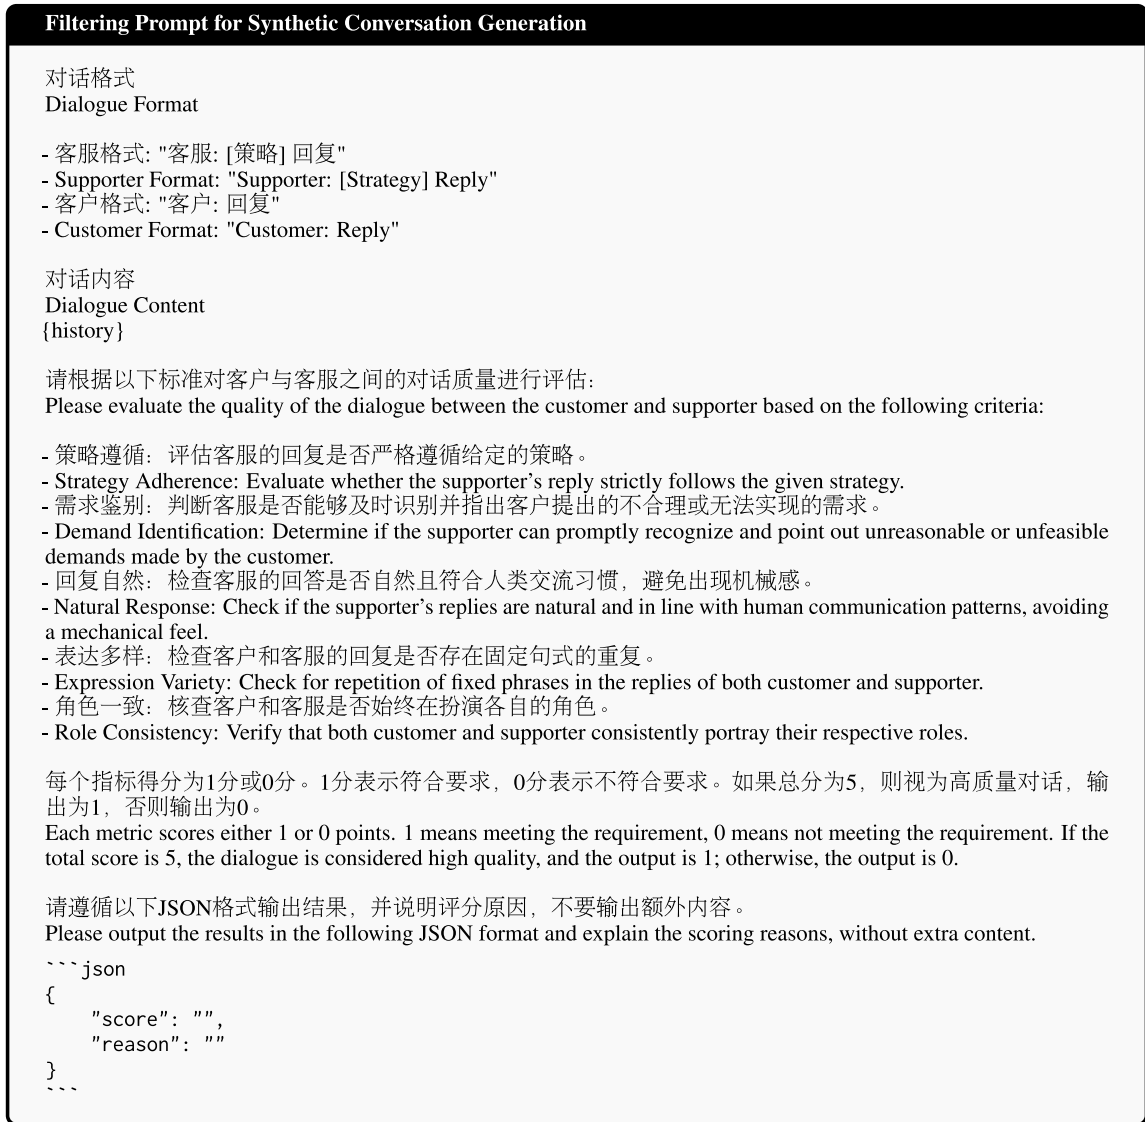 Filtering Prompt for Synthetic Conversation Generation
对话格式
Dialogue Format
- 客服格式: "客服: [策略] 回复"
- Supporter Format: "Supporter: [Strategy] Reply"
- 客户格式: "客户: 回复"
- Customer Format: "Customer: Reply"
对话内容
Dialogue Content
{history}
请根据以下标准对客户与客服之间的对话质量进行评估:
Please evaluate the quality of the dialogue between the customer and supporter based on the following criteria:
- 策略遵循：评估客服的回复是否严格遵循给定的策略。
- Strategy Adherence: Evaluate whether the supporter's reply strictly follows the given strategy.
- 需求鉴别：判断客服是否能够及时识别并指出客户提出的不合理或无法实现的需求。
- Demand Identification: Determine if the supporter can promptly recognize and point out unreasonable or unfeasible
demands made by the customer.
- 回复自然：检查客服的回答是否自然且符合人类交流习惯，避免出现机械感。
- Natural Response: Check if the supporter's replies are natural and in line with human communication patterns, avoiding
a mechanical feel.
- 表达多样：检查客户和客服的回复是否存在固定句式的重复。
- Expression Variety: Check for repetition of fixed phrases in the replies of both customer and supporter.
- 角色一致：核查客户和客服是否始终在扮演各自的角色。
- Role Consistency: Verify that both customer and supporter consistently portray their respective roles.
每个指标得分为1分或0分。1分表示符合要求，0分表示不符合要求。如果总分为5，则视为高质量对话，输
出为1，否则输出为0。
Each metric scores either 1 or 0 points. 1 means meeting the requirement, 0 means not meeting the requirement. If the
total score is 5, the dialogue is considered high quality, and the output is 1; otherwise, the output is 0.
请遵循以下JSON格式输出结果，并说明评分原因，不要输出额外内容。
Please output the results in the following JSON format and explain the scoring reasons, without extra content.
```json
{
    "score": "",
    "reason": ""
}
```